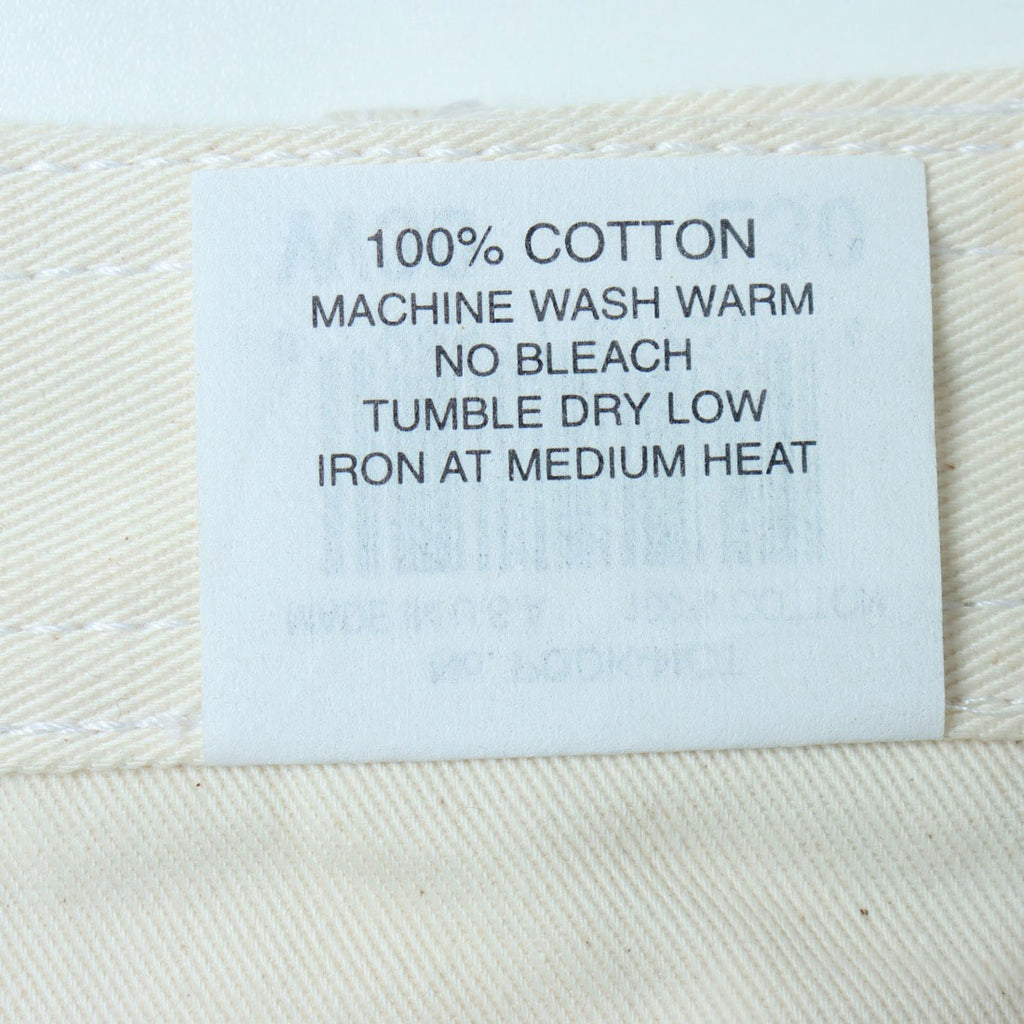 100% COTTON
MACHINE WASH WARM
NO BLEACH
TUMBLE DRY LOW
IRON AT MEDIUM HEAT